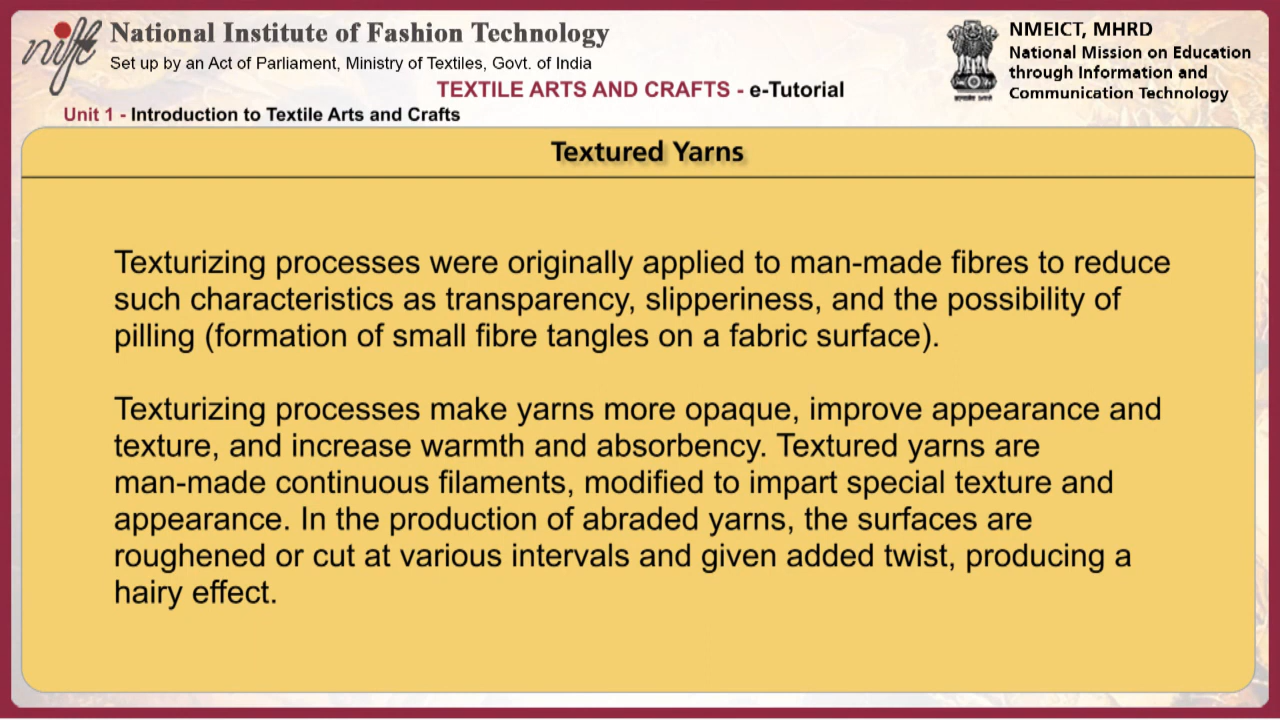 nift
National Institute of Fashion Technology
Set up by an Act of Parliament, Ministry of Textiles, Govt. of India
NMEICT, MHRD
National Mission on Education
through Information and
Communication Technology
TEXTILE ARTS AND CRAFTS - e-Tutorial
Unit 1 - Introduction to Textile Arts and Crafts
Textured Yarns
Texturizing processes were originally applied to man-made fibres to reduce
such characteristics as transparency, slipperiness, and the possibility of
pilling (formation of small fibre tangles on a fabric surface).
Texturizing processes make yarns more opaque, improve appearance and
texture, and increase warmth and absorbency. Textured yarns are
man-made continuous filaments, modified to impart special texture and
appearance. In the production of abraded yarns, the surfaces are
roughened or cut at various intervals and given added twist, producing a
hairy effect.